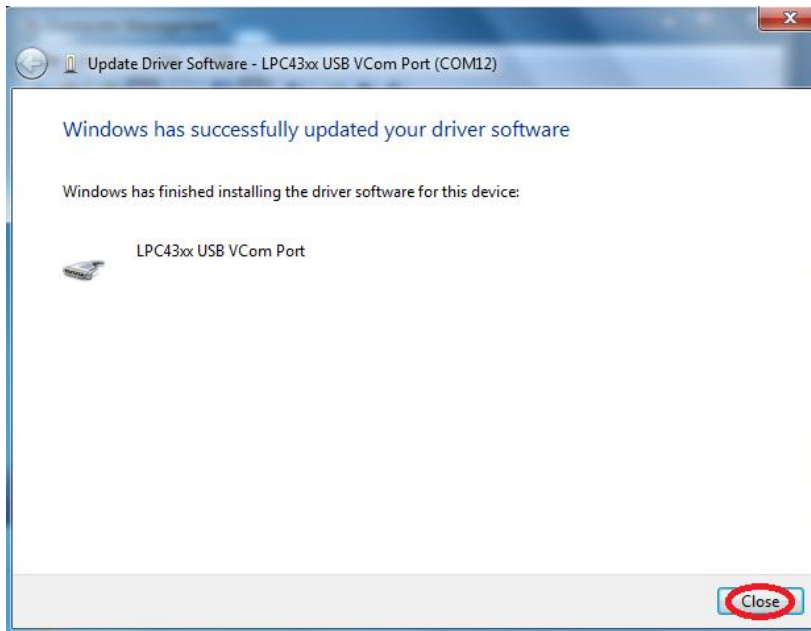 Update Driver Software - LPC43xx USB VCom Port (COM12)
Windows has successfully updated your driver software
Windows has finished installing the driver software for this device:
LPC43xx USB VCom Port
Close